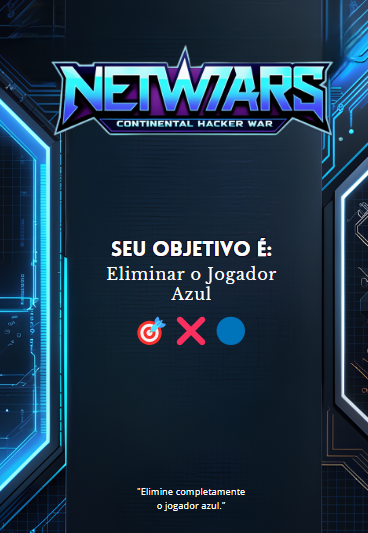 NETWARS
CONTINENTAL HACKER WAR
SEU OBJETIVO É:
Eliminar o Jogador
Azul
"Elimine completamente
o jogador azul."